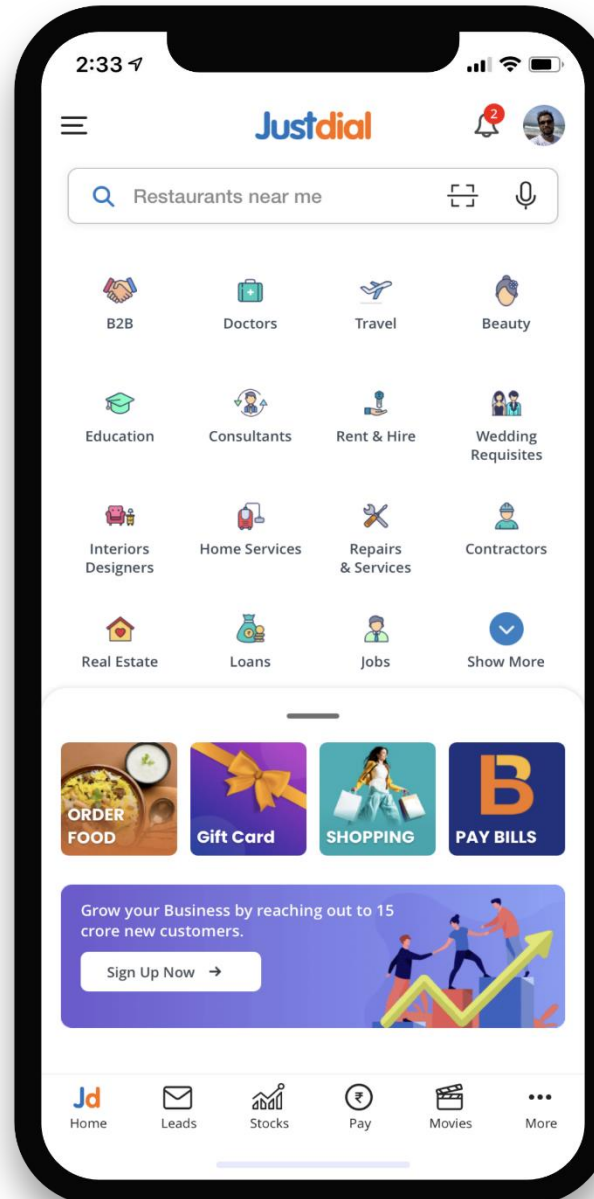 2:33
Justdial
2
Restaurants near me
B2B
Doctors
Travel
Beauty
Education
Consultants
Rent & Hire
Wedding
Requisites
Interiors
Designers
Home Services
Repairs
& Services
Contractors
Real Estate
Loans
Jobs
Show More
ORDER
FOOD
Gift Card
SHOPPING
B
PAY BILLS
Grow your Business by reaching out to 15
crore new customers.
Sign Up Now →
Jd
Home
Leads
Stocks
₹
Pay
Movies
More